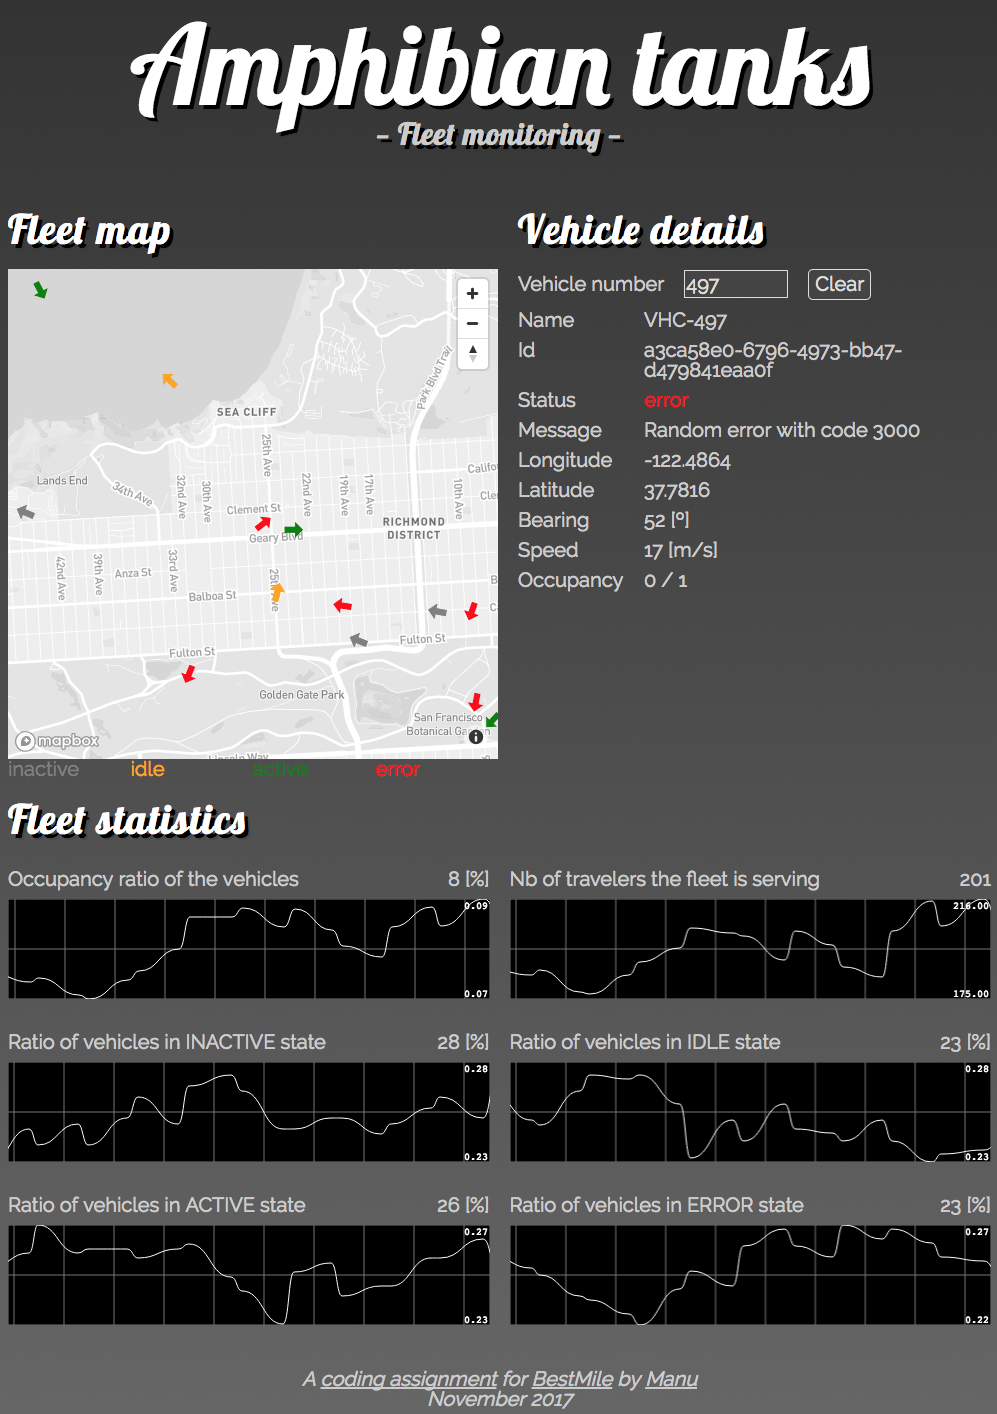 Amphibian tanks
– Fleet monitoring –
Fleet map
Vehicle details
Vehicle number 497 Clear
Name VHC-497
Id a3ca58e0-6796-4973-bb47-
d479841eaa0f
Status error
Message Random error with code 3000
Longitude -122.4864
Latitude 37.7816
Bearing 52 [º]
Speed 17 [m/s]
Occupancy 0 / 1
Park Blvd Trail
SEA CLIFF
25th Ave
Lands End
34th Ave
32nd Ave
30th Ave
22nd Ave
19th Ave
17th Ave
10th Ave
Califo
Cle
Clement St
RICHMOND
DISTRICT
Geary Blvd
42nd Ave
39th Ave
Anza St
33rd Ave
25th Ave
Balboa St
B
C
Fulton St
Fulton St
Golden Gate Park
San Francisco
Botanical Garden
mapbox
Lincoln Way
inactive idle active error
Fleet statistics
Occupancy ratio of the vehicles 8 [%]
0.09
0.07
Nb of travelers the fleet is serving 201
216.00
175.00
Ratio of vehicles in INACTIVE state 28 [%]
0.28
0.23
Ratio of vehicles in IDLE state 23 [%]
0.28
0.23
Ratio of vehicles in ACTIVE state 26 [%]
0.27
0.23
Ratio of vehicles in ERROR state 23 [%]
0.27
0.22
A coding assignment for BestMile by Manu
November 2017